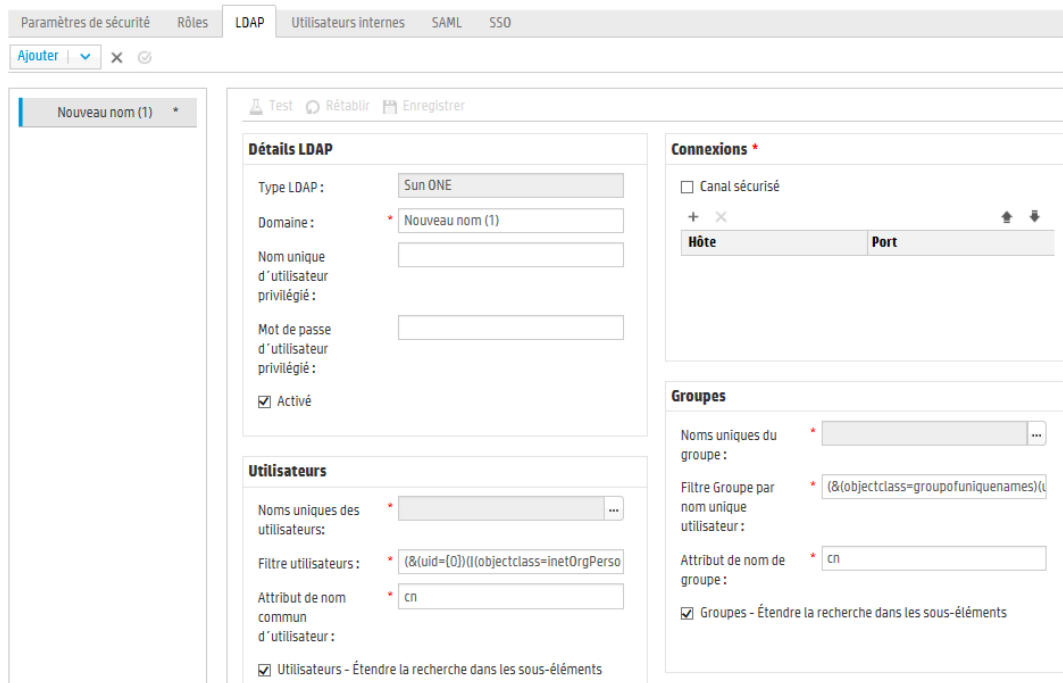 Paramètres de sécurité Rôles LDAP Utilisateurs internes SAML SSO
Ajouter
Nouveau nom (1) *
Test Rétablir Enregistrer
Détails LDAP
Type LDAP : Sun ONE
Domaine : * Nouveau nom (1)
Nom unique
d´utilisateur
privilégié :
Mot de passe
d´utilisateur
privilégié :
Activé
Utilisateurs
Noms uniques des * ...
utilisateurs:
Filtre utilisateurs : * (&(uid={0})(|(objectclass=inetOrgPerso
Attribut de nom * cn
commun
d´utilisateur :
Utilisateurs - Étendre la recherche dans les sous-éléments
Connexions *
Canal sécurisé
Hôte Port
Groupes
Noms uniques du * ...
groupe :
Filtre Groupe par * (&(objectclass=groupofuniquenames)(u
nom unique
utilisateur :
Attribut de nom de * cn
groupe :
Groupes - Étendre la recherche dans les sous-éléments